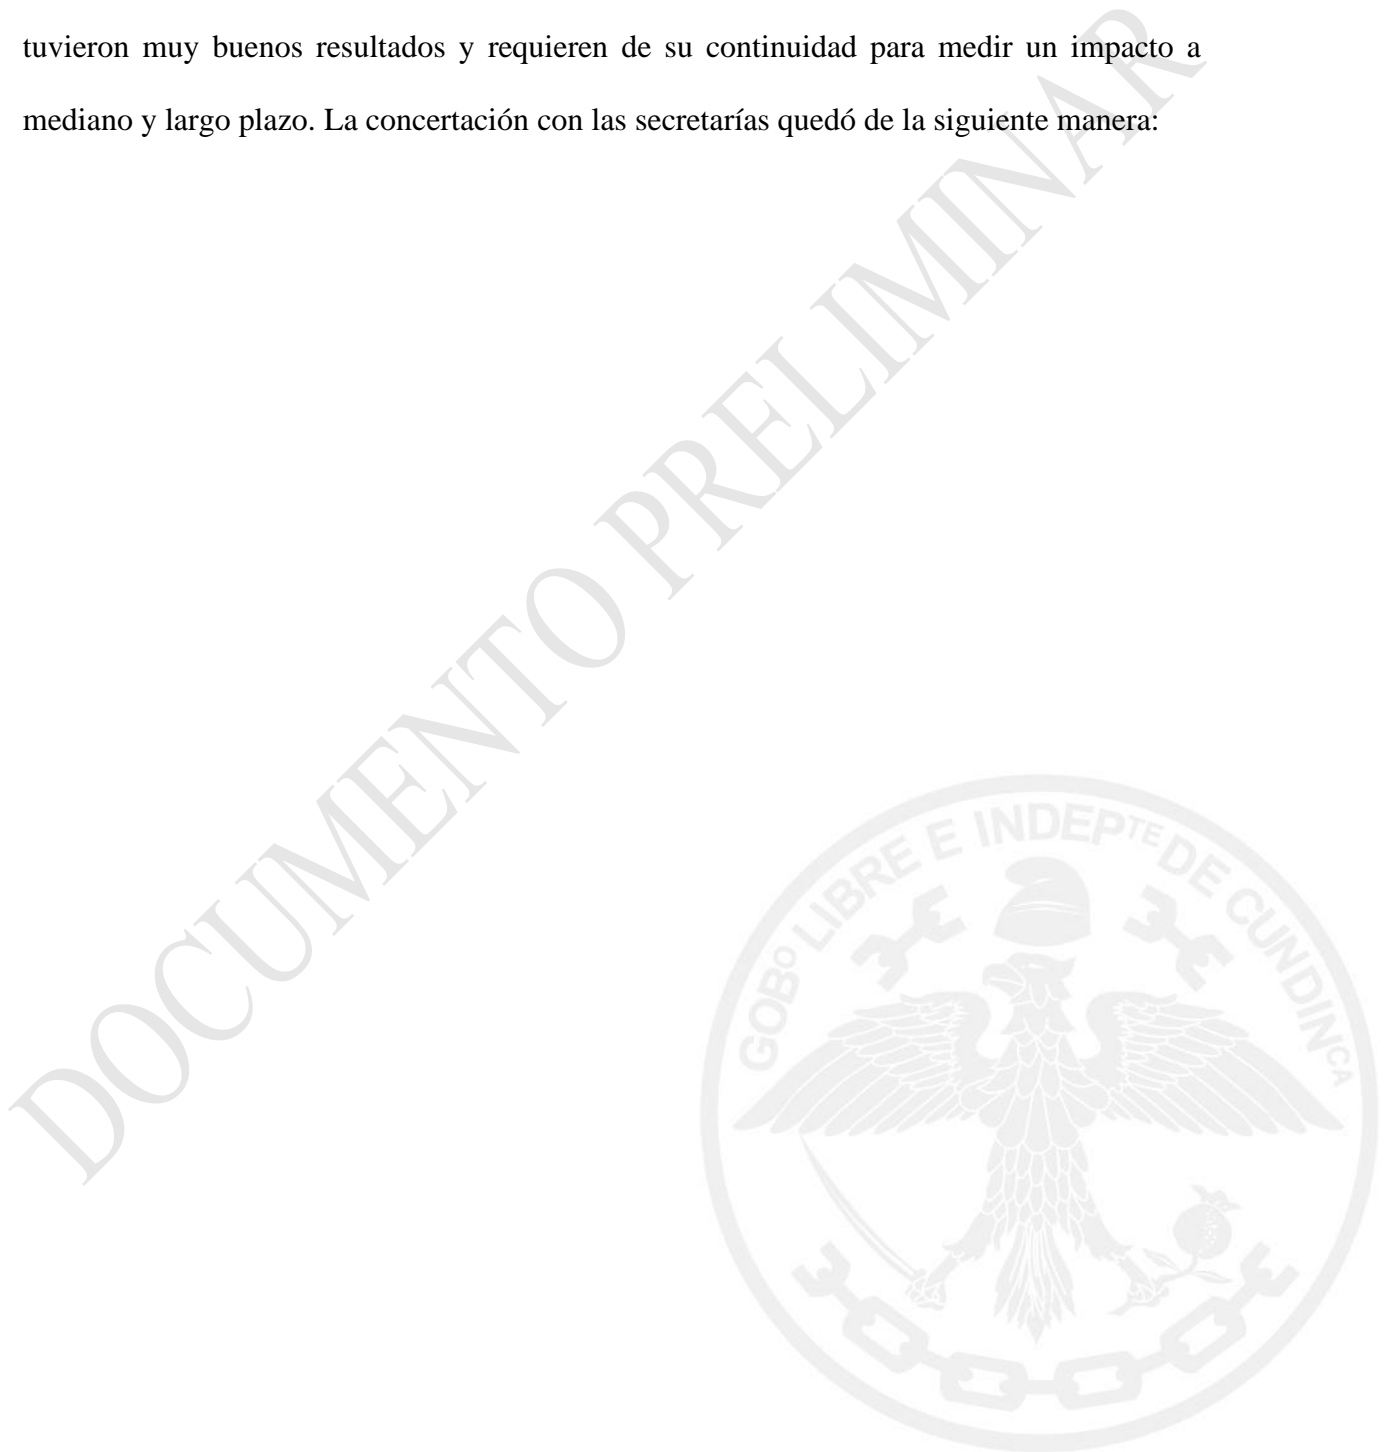 tuvieron muy buenos resultados y requieren de su continuidad para medir un impacto a
mediano y largo plazo. La concertación con las secretarías quedó de la siguiente manera:
DOCUMENTO PRELIMINAR
GOBº LIBRE E INDEPTE DE CUNDINCA